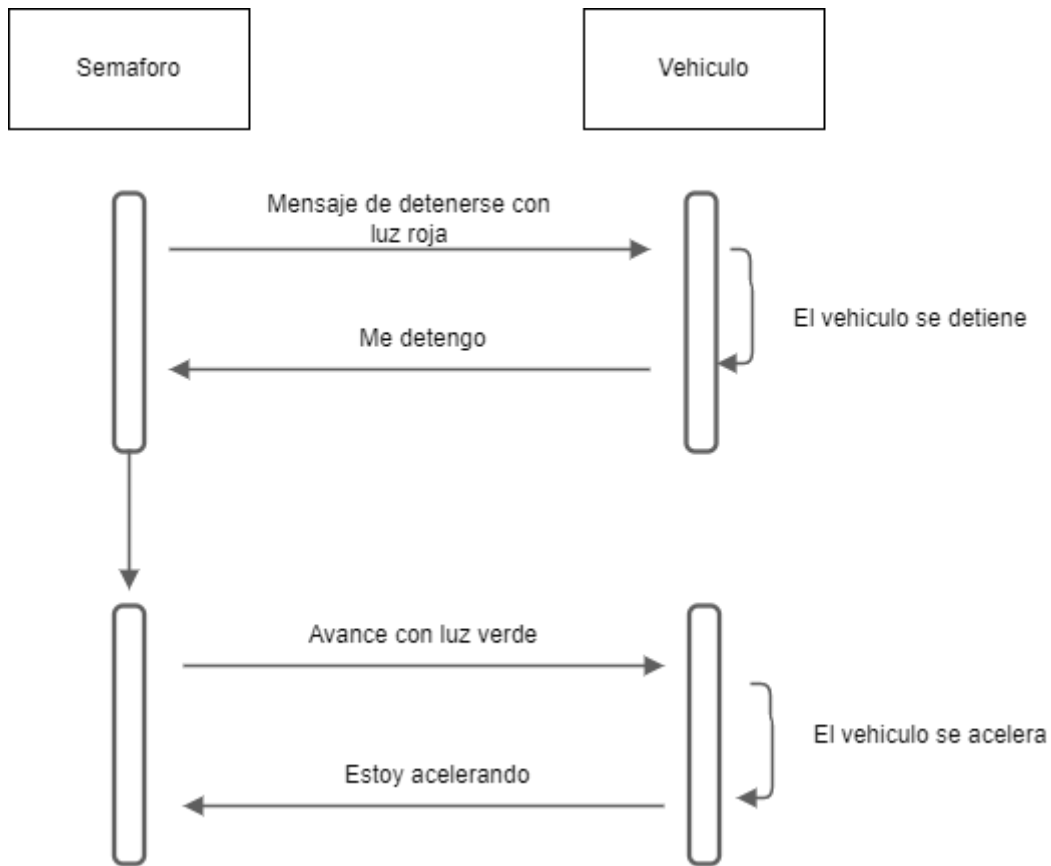 Semaforo
Vehiculo
Mensaje de detenerse con
luz roja
El vehiculo se detiene
Me detengo
Avance con luz verde
El vehiculo se acelera
Estoy acelerando